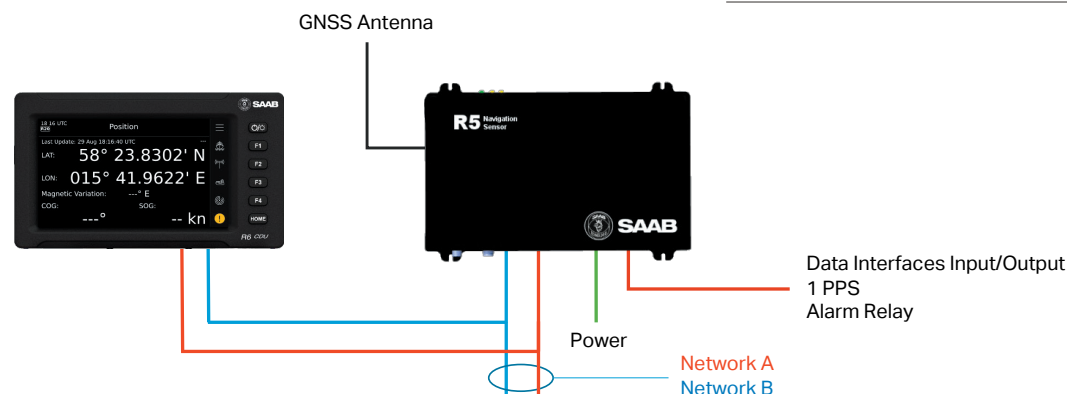 GNSS Antenna
SAAB
18 16 UTC
R26
Position
Last Update: 29 Aug 18:16:40 UTC
LAT: 58° 23.8302' N
LON: 015° 41.9622' E
Magnetic Variation: ---° E
COG: SOG:
---° -- kn
F1
F2
F3
F4
HOME
R6 CDU
R5 Navigation
Sensor
SAAB
Data Interfaces Input/Output
1 PPS
Alarm Relay
Power
Network A
Network B